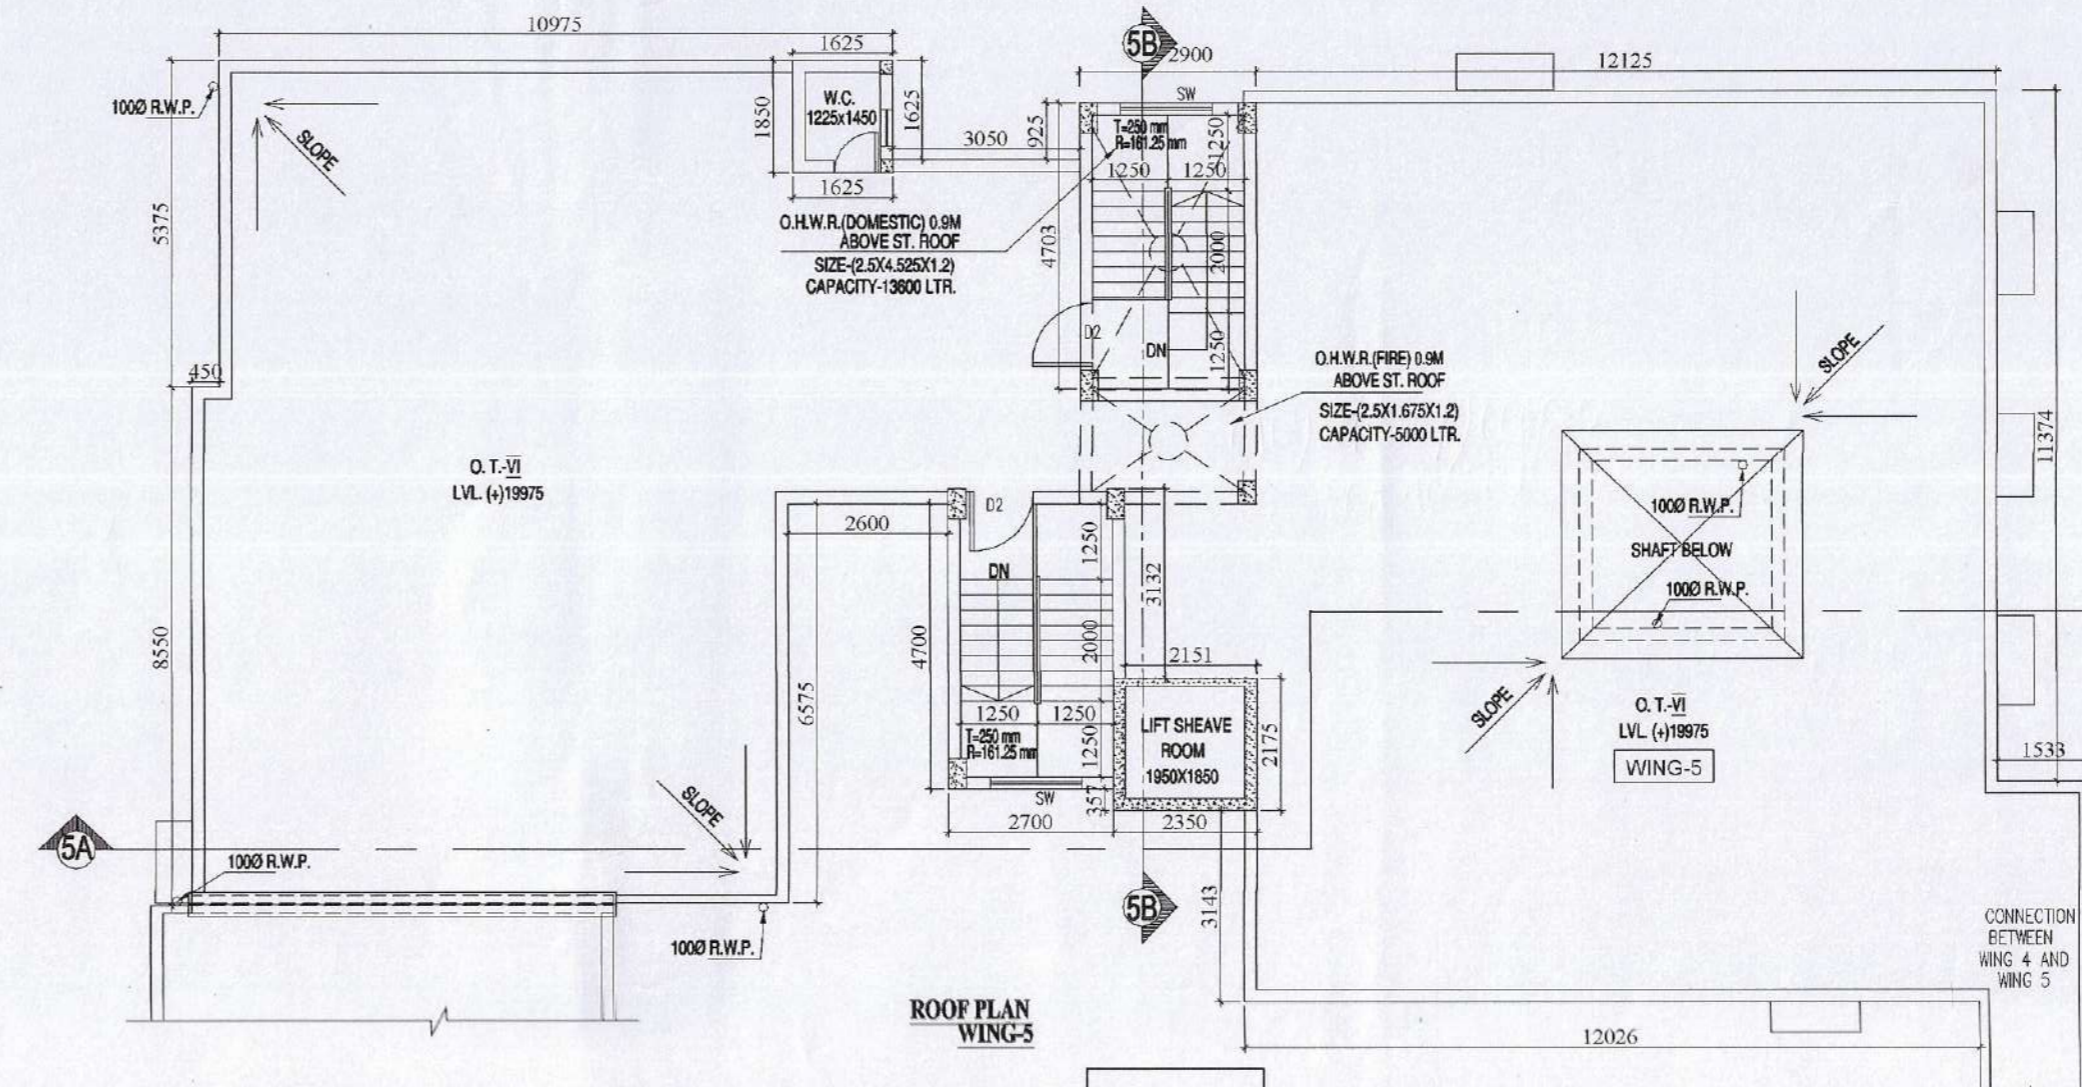 10975
1625
5B
2900
12125
100Ø R.W.P.
SLOPE
W.C.
1225x1450
1850
1625
3050
925
SW
T=250 mm
R=161.25 mm
1250
1250
1250
1625
5375
O.H.W.R.(DOMESTIC) 0.9M
ABOVE ST. ROOF
SIZE-(2.5X4.525X1.2)
CAPACITY-13600 LTR.
4703
2000
D2
DN
1250
O.H.W.R.(FIRE) 0.9M
ABOVE ST. ROOF
SIZE-(2.5X1.675X1.2)
CAPACITY-5000 LTR.
SLOPE
450
11374
O. T.-VI
LVL. (+)19975
2600
D2
1250
100Ø R.W.P.
SHAFT BELOW
100Ø R.W.P.
DN
3132
8550
4700
2000
2151
6575
1250
1250
T=250 mm
R=161.25 mm
1250
LIFT SHEAVE
ROOM
1950X1850
2175
SLOPE
O. T.-VI
LVL. (+)19975
WING-5
1533
SLOPE
SW
357
2700
2350
5A
100Ø R.W.P.
5B
3143
100Ø R.W.P.
CONNECTION
BETWEEN
WING 4 AND
WING 5
ROOF PLAN
WING-5
12026